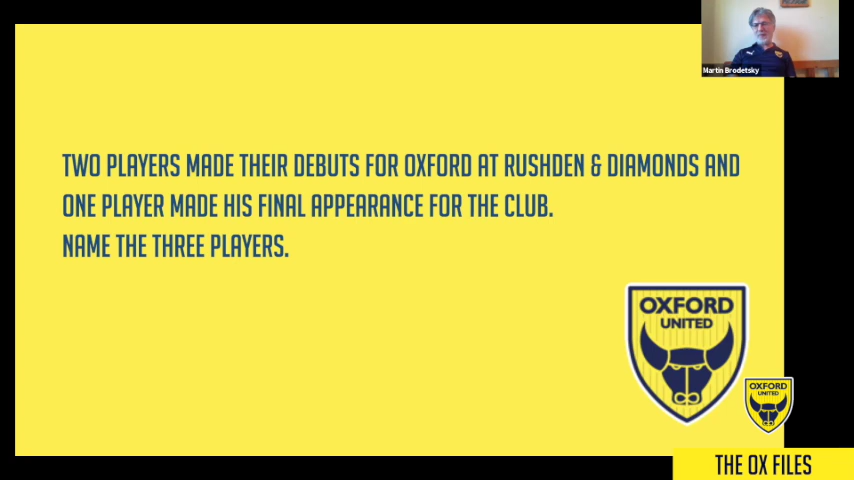 Martin Brodetsky
TWO PLAYERS MADE THEIR DEBUTS FOR OXFORD AT RUSHDEN & DIAMONDS AND
ONE PLAYER MADE HIS FINAL APPEARANCE FOR THE CLUB.
NAME THE THREE PLAYERS.
OXFORD
UNITED
OXFORD
UNITED
THE OX FILES